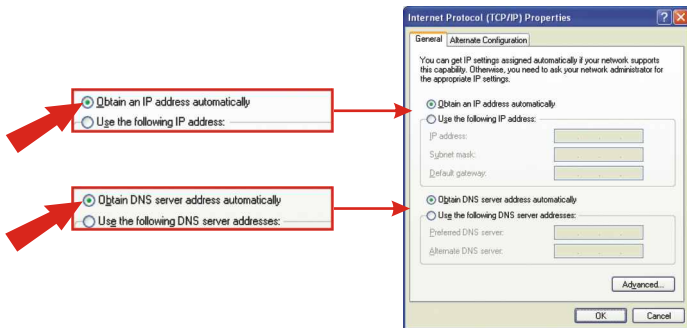 Obtain an IP address automatically
Use the following IP address:
Obtain DNS server address automatically
Use the following DNS server addresses:
Internet Protocol (TCP/IP) Properties
General Alternate Configuration
You can get IP settings assigned automatically if your network supports
this capability. Otherwise, you need to ask your network administrator for
the appropriate IP settings.
Obtain an IP address automatically
Use the following IP address:
IP address:
Subnet mask:
Default gateway:
Obtain DNS server address automatically
Use the following DNS server addresses:
Preferred DNS server:
Alternate DNS server:
Advanced...
OK Cancel